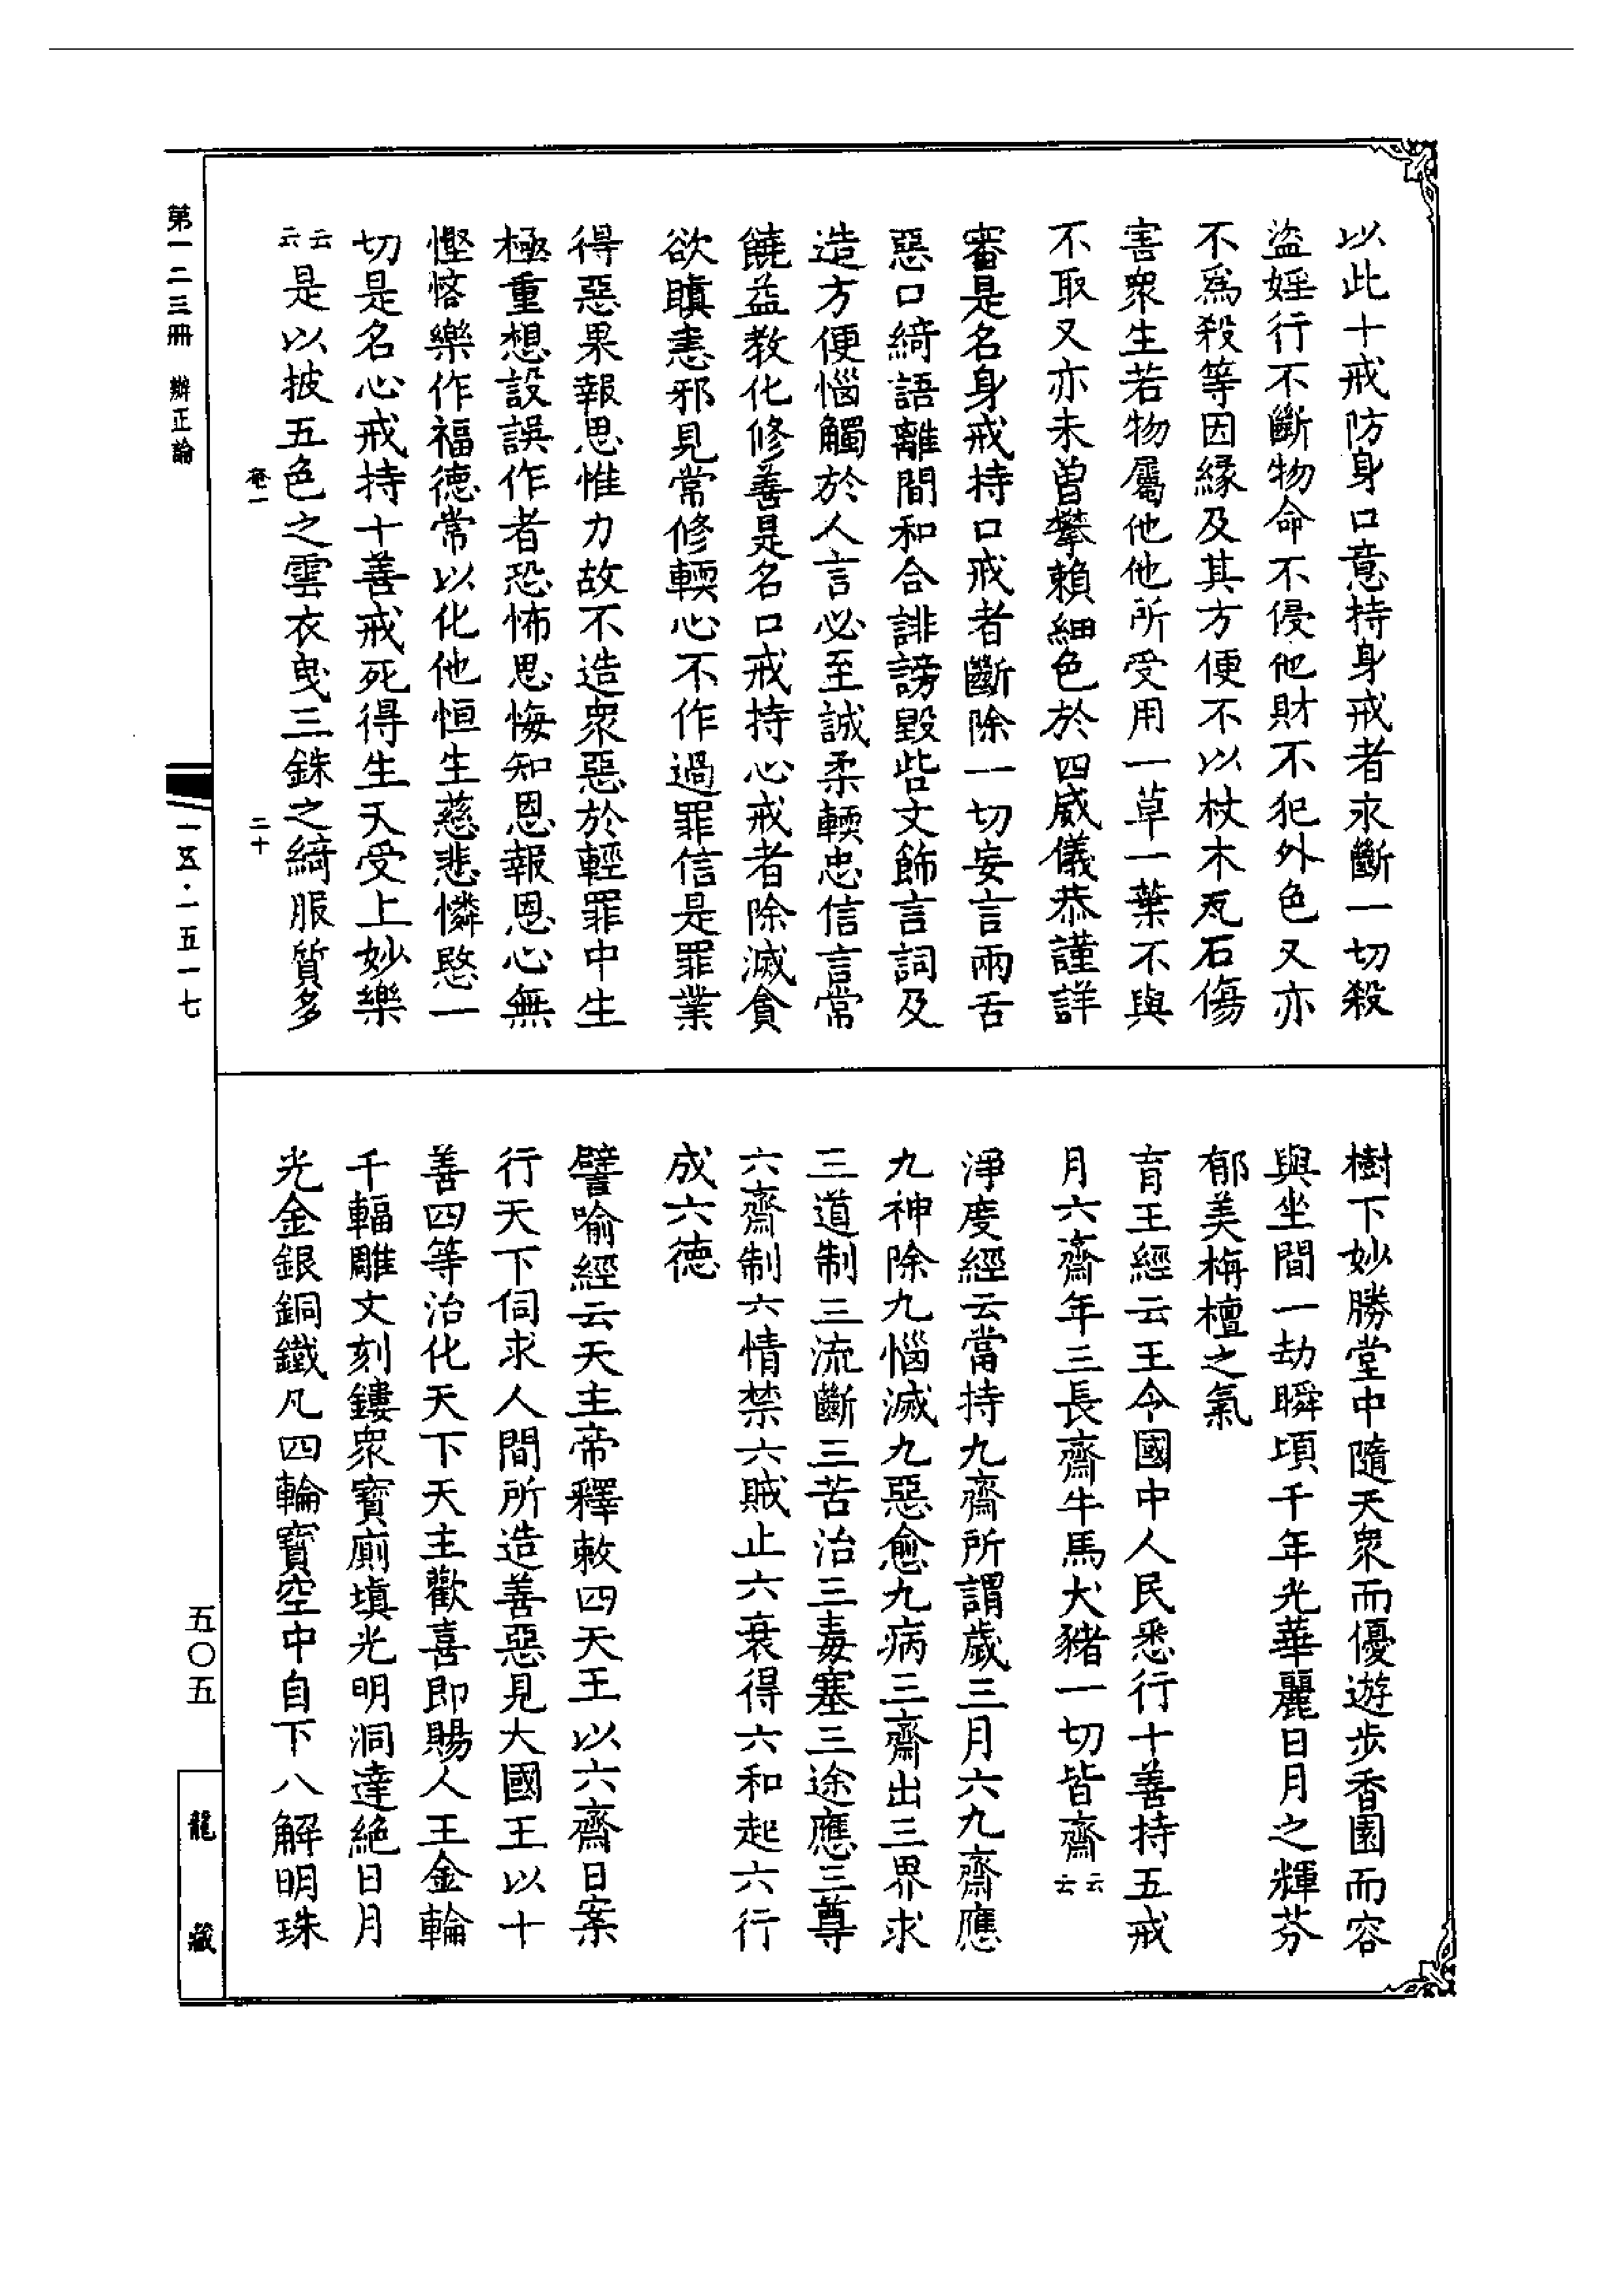 以此十戒防身口意持身戒者永斷一切殺
盜婬行不斷物命不侵他財不犯外色又亦
不爲殺等因緣及其方便不以杖木瓦石傷
害衆生若物屬他他所受用一草一葉不與
不取又亦未曾攀賴細色於四威儀恭謹詳
審是名身戒持口戒者斷除一切妄言兩舌
惡口綺語離間和合誹謗毀呰文飾言詞及
造方便惱觸於人言必至誠柔輭忠信言常
饒益教化修善是名口戒持心戒者除滅貪
欲瞋恚邪見常修輭心不作過罪信是罪業
得惡果報思惟力故不造衆惡於輕罪中生
極重想設誤作者恐怖思悔知恩報恩心無
慳悋樂作福德常以化他恒生慈悲憐愍一
切是名心戒持十善戒死得生天受上妙樂
云云是以披五色之雲衣曳三銖之綺服質多
卷一 二十
樹下妙勝堂中隨天衆而優遊步香園而容
與坐間一劫瞬頃千年光華麗日月之輝芬
郁美栴檀之氣
育王經云王令國中人民悉行十善持五戒
月六齋年三長齋牛馬犬豬一切皆齋云云
淨度經云當持九齋所謂歲三月六九齋應
九神除九惱滅九惡愈九病三齋出三界求
三道制三流斷三苦治三毒塞三途應三尊
六齋制六情禁六賊止六衰得六和起六行
成六德
譬喻經云天主帝釋敕四天王以六齋日案
行天下伺求人間所造善惡見大國王以十
善四等治化天下天主歡喜即賜人王金輪
千輻雕文刻鏤衆寶廁塡光明洞達絕日月
光金銀銅鐵凡四輪寶空中自下八解明珠
第一二三冊 辯正論
一五·一五一七
五〇五
龍藏